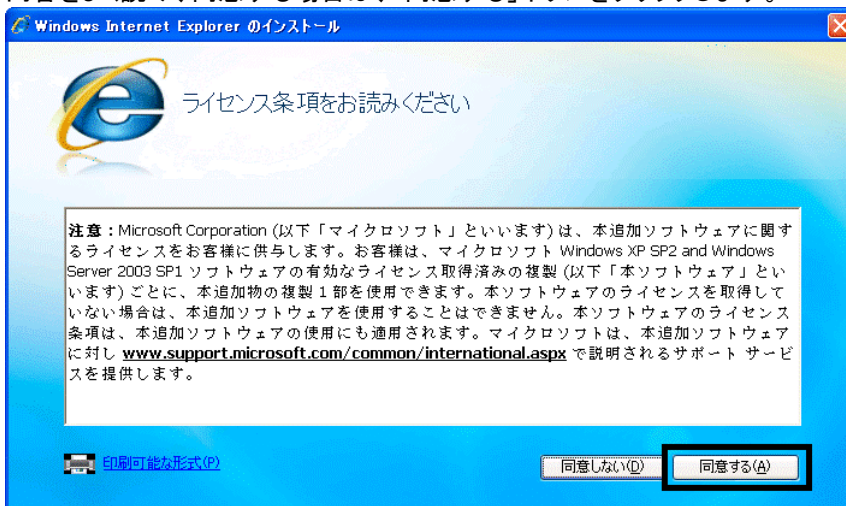 Windows Internet Explorer のインストール
ライセンス条項をお読みください
注意：Microsoft Corporation (以下「マイクロソフト」といいます) は、本追加ソフトウェアに関す
るライセンスをお客様に供与します。お客様は、マイクロソフト Windows XP SP2 and Windows
Server 2003 SP1 ソフトウェアの有効なライセンス取得済みの複製 (以下「本ソフトウェア」とい
います) ごとに、本追加物の複製 1 部を使用できます。本ソフトウェアのライセンスを取得して
いない場合は、本追加ソフトウェアを使用することはできません。本ソフトウェアのライセンス
条項は、本追加ソフトウェアの使用にも適用されます。マイクロソフトは、本追加ソフトウェア
に対し www.support.microsoft.com/common/international.aspx で説明されるサポート サービ
スを提供します。
印刷可能な形式(P)
同意しない(D)
同意する(A)